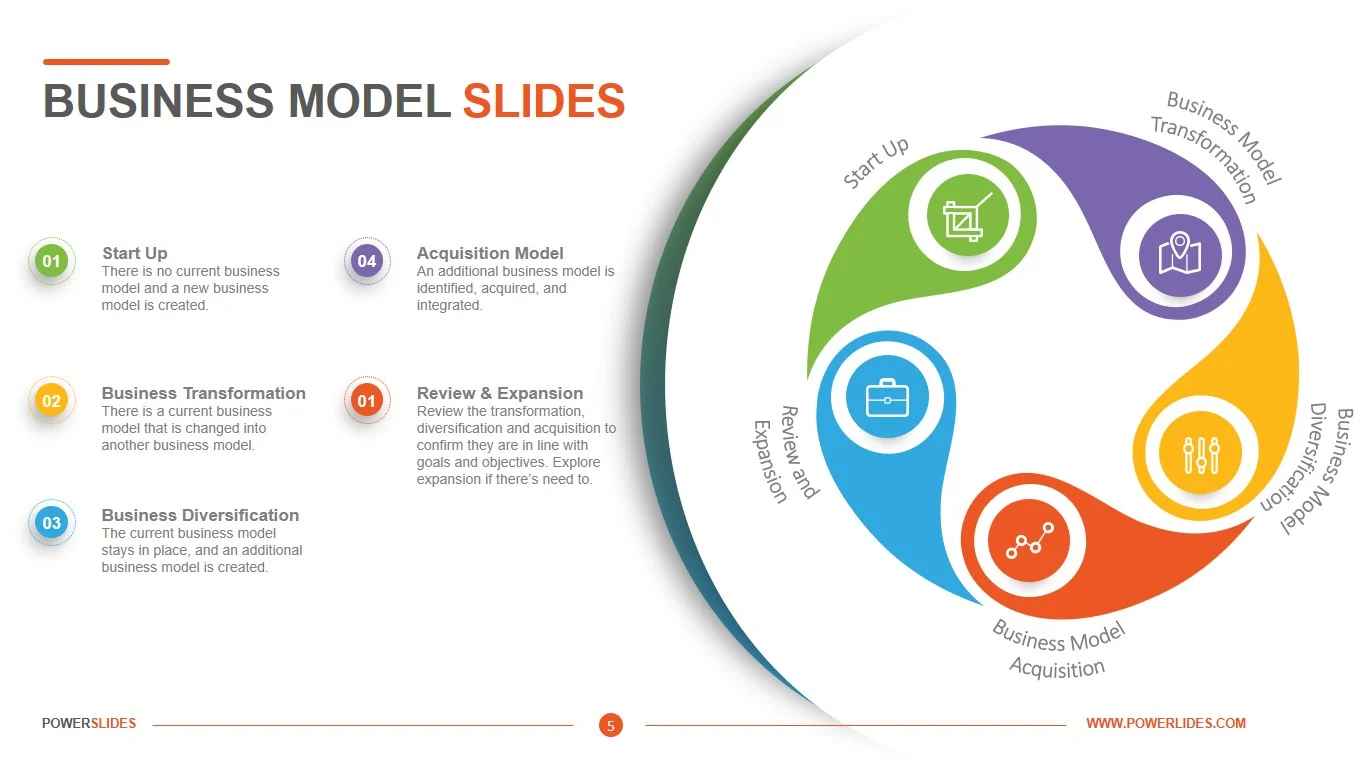 BUSINESS MODEL SLIDES
01
Start Up
There is no current business
model and a new business
model is created.
02
Business Transformation
There is a current business
model that is changed into
another business model.
03
Business Diversification
The current business model
stays in place, and an additional
business model is created.
04
Acquisition Model
An additional business model is
identified, acquired, and
integrated.
01
Review & Expansion
Review the transformation,
diversification and acquisition to
confirm they are in line with
goals and objectives. Explore
expansion if there's need to.
Start Up
Business Model
Transformation
Business Model
Diversification
Business Model
Acquisition
Review and
Expansion
POWERSLIDES
5
WWW.POWERLIDES.COM